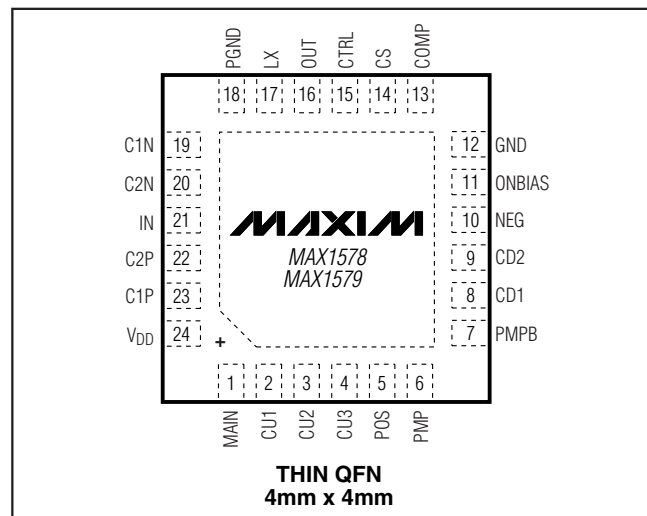 PGND LX OUT CTRL CS COMP
18 17 16 15 14 13
C1N 19 12 GND
C2N 20 11 ONBIAS
IN 21 10 NEG
C2P 22 9 CD2
C1P 23 8 CD1
VDD 24 7 PMPB
MAXIM
MAX1578
MAX1579
+
1 2 3 4 5 6
MAIN CU1 CU2 CU3 POS PMP
THIN QFN
4mm x 4mm